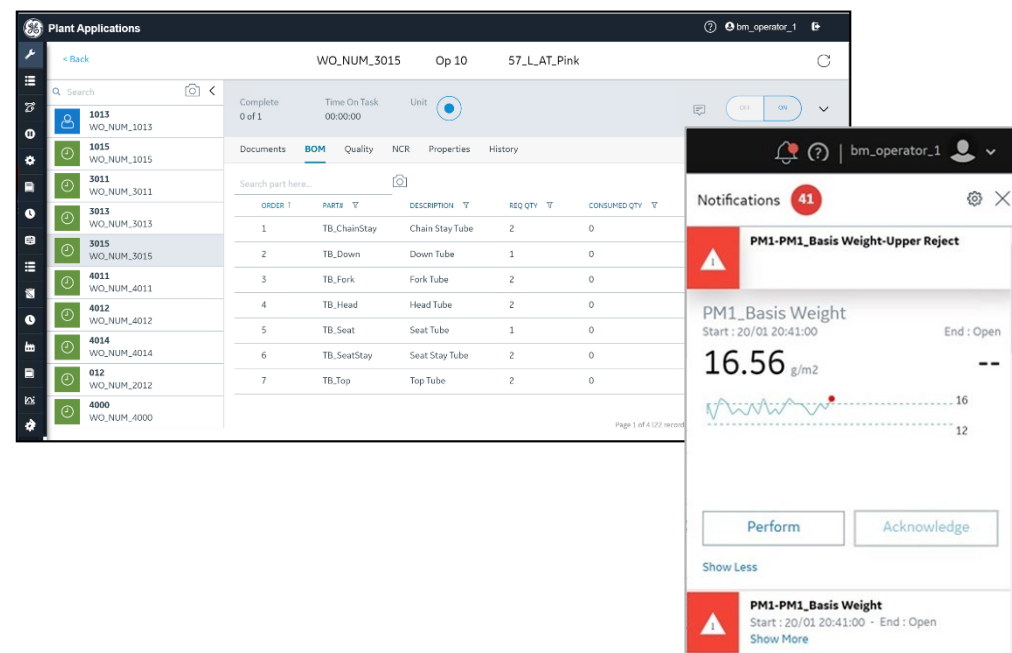 Plant Applications
bm_operator_1
< Back
WO_NUM_3015 Op 10 57_L_AT_Pink
Search
1013
WO_NUM_1013
1015
WO_NUM_1015
3011
WO_NUM_3011
3013
WO_NUM_3013
3015
WO_NUM_3015
4011
WO_NUM_4011
4012
WO_NUM_4012
4014
WO_NUM_4014
012
WO_NUM_2012
4000
WO_NUM_4000
Complete Time On Task Unit
0 of 1 00:00:00
OFF ON
Documents BOM Quality NCR Properties History
Search part here...
ORDER ↑ PART# DESCRIPTION REQ QTY CONSUMED QTY
1 TB_ChainStay Chain Stay Tube 2 0
2 TB_Down Down Tube 1 0
3 TB_Fork Fork Tube 2 0
4 TB_Head Head Tube 2 0
5 TB_Seat Seat Tube 1 0
6 TB_SeatStay Seat Stay Tube 2 0
7 TB_Top Top Tube 2 0
Page 1 of 4 (22 record
bm_operator_1
Notifications 41
PM1-PM1_Basis Weight-Upper Reject
PM1_Basis Weight
Start : 20/01 20:41:00 End : Open
16.56 g/m2 --
16
12
Perform Acknowledge
Show Less
PM1-PM1_Basis Weight
Start : 20/01 20:41:00 - End : Open
Show More